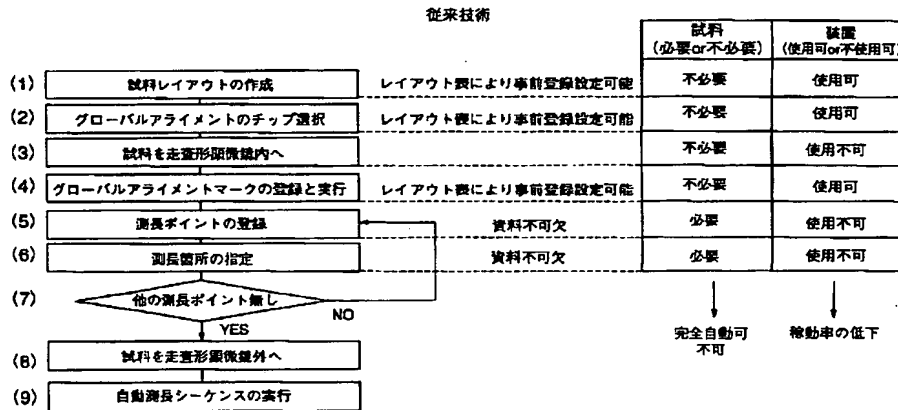 従来技術
試料
(必要or不必要)
装置
(使用可or不使用可)
(1) 試料レイアウトの作成 レイアウト表により事前登録設定可能 不必要 使用可
(2) グローバルアライメントのチップ選択 レイアウト表により事前登録設定可能 不必要 使用可
(3) 試料を走査形顕微鏡内へ 不必要 使用不可
(4) グローバルアライメントマークの登録と実行 レイアウト表により事前登録設定可能 不必要 使用可
(5) 測長ポイントの登録 資料不可欠 必要 使用不可
(6) 測長箇所の指定 資料不可欠 必要 使用不可
(7) 他の測長ポイント無し
NO
YES
完全自動可
不可
稼動率の低下
(8) 試料を走査形顕微鏡外へ
(9) 自動測長シーケンスの実行